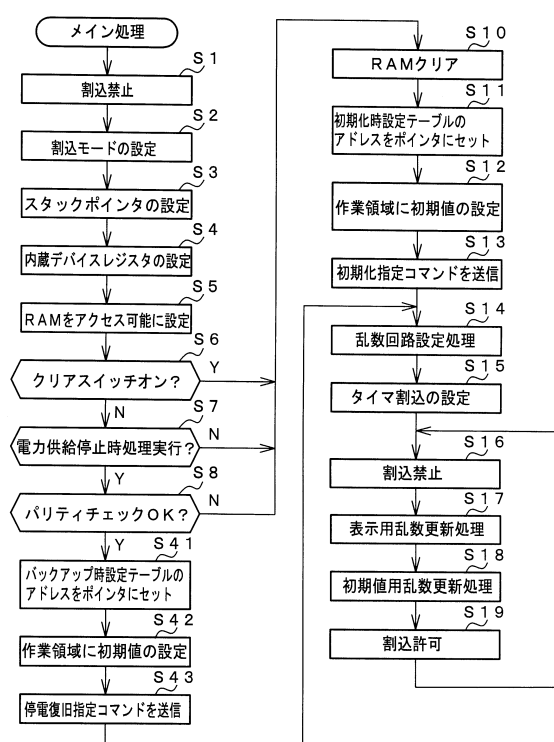 メイン処理
S1
割込禁止
S2
割込モードの設定
S3
スタックポインタの設定
S4
内蔵デバイスレジスタの設定
S5
RAMをアクセス可能に設定
S6
クリアスイッチオン?
Y
N
S7
電力供給停止時処理実行?
N
Y
S8
パリティチェックOK?
N
Y
S41
バックアップ時設定テーブルの
アドレスをポインタにセット
S42
作業領域に初期値の設定
S43
停電復旧指定コマンドを送信
S10
RAMクリア
S11
初期化時設定テーブルの
アドレスをポインタにセット
S12
作業領域に初期値の設定
S13
初期化指定コマンドを送信
S14
乱数回路設定処理
S15
タイマ割込の設定
S16
割込禁止
S17
表示用乱数更新処理
S18
初期値用乱数更新処理
S19
割込許可